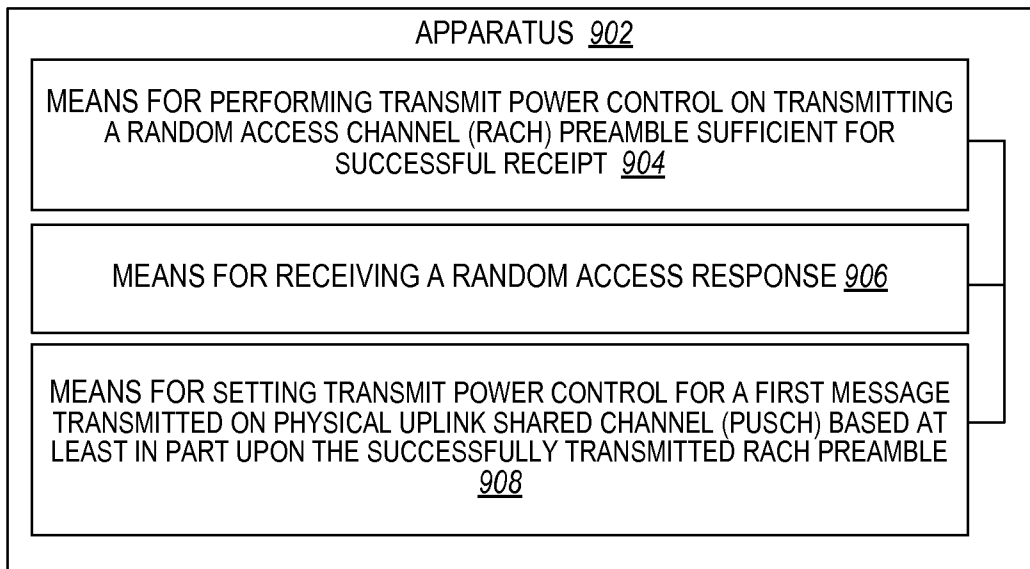 APPARATUS 902
MEANS FOR PERFORMING TRANSMIT POWER CONTROL ON TRANSMITTING
A RANDOM ACCESS CHANNEL (RACH) PREAMBLE SUFFICIENT FOR
SUCCESSFUL RECEIPT 904
MEANS FOR RECEIVING A RANDOM ACCESS RESPONSE 906
MEANS FOR SETTING TRANSMIT POWER CONTROL FOR A FIRST MESSAGE
TRANSMITTED ON PHYSICAL UPLINK SHARED CHANNEL (PUSCH) BASED AT
LEAST IN PART UPON THE SUCCESSFULLY TRANSMITTED RACH PREAMBLE
908